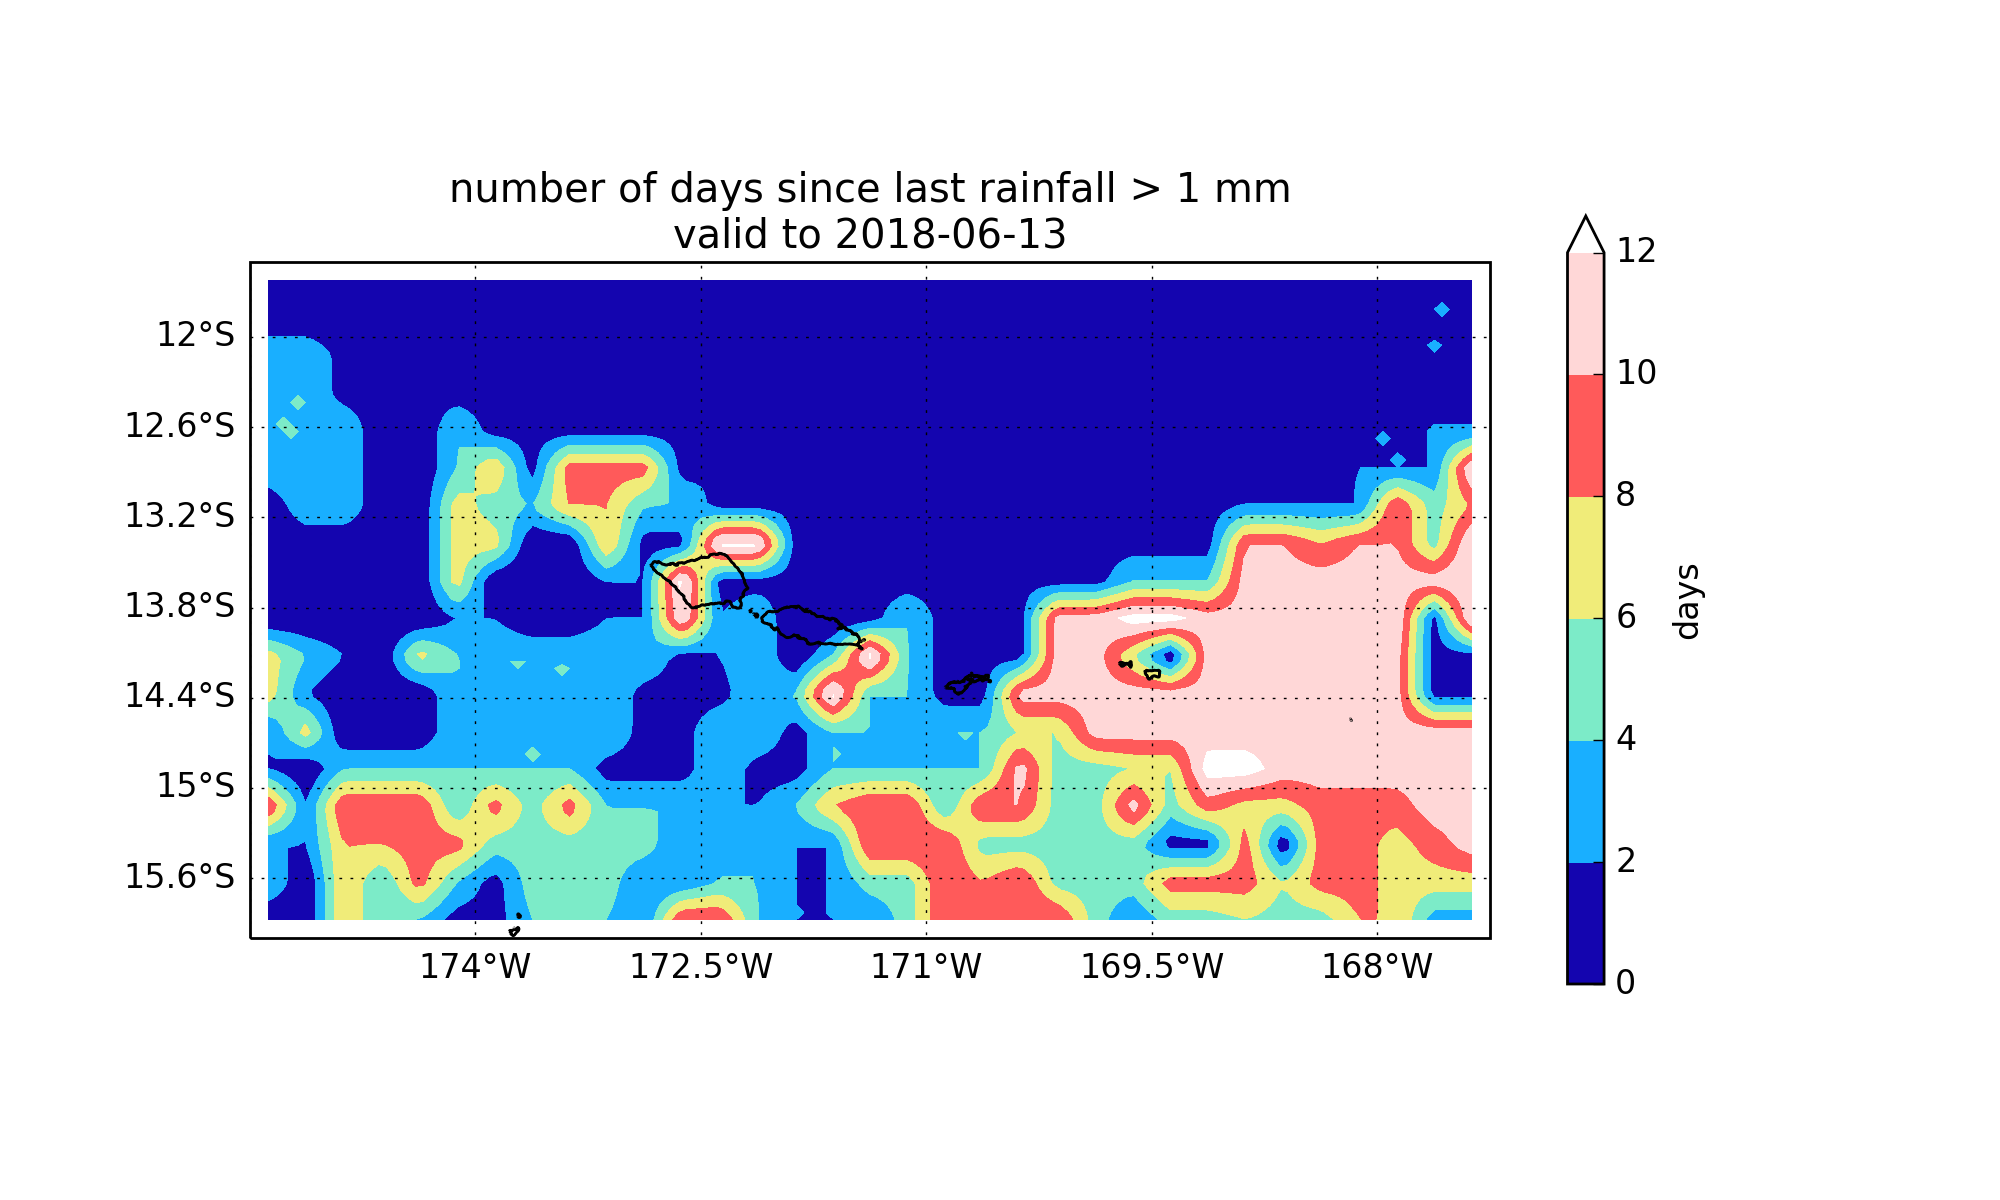 number of days since last rainfall > 1 mm
valid to 2018-06-13
12°S
12.6°S
13.2°S
13.8°S
14.4°S
15°S
15.6°S
174°W 172.5°W 171°W 169.5°W 168°W
12
10
8
6
4
2
0
days